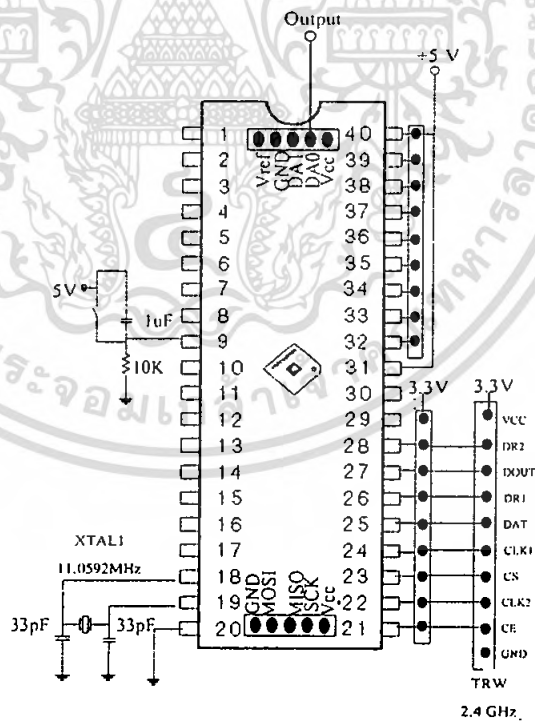 Output
+5 V
1 40
2 39
3 38
4 37
5 36
6 35
7 34
8 33
9 32
10 31
11 30
12 29
13 28
14 27
15 26
16 25
17 24
18 23
19 22
20 21
Vref
GND
DA1
DA0
Vcc
5V
1uF
10K
3.3V 3.3V
VCC
DR2
DOUT
DR1
DAT
CLK1
CS
CLK2
CE
GND
TRW
2.4 GHz
XTAL1
11.0592MHz
33pF 33pF
GND
MOSI
MISO
SCK
Vcc